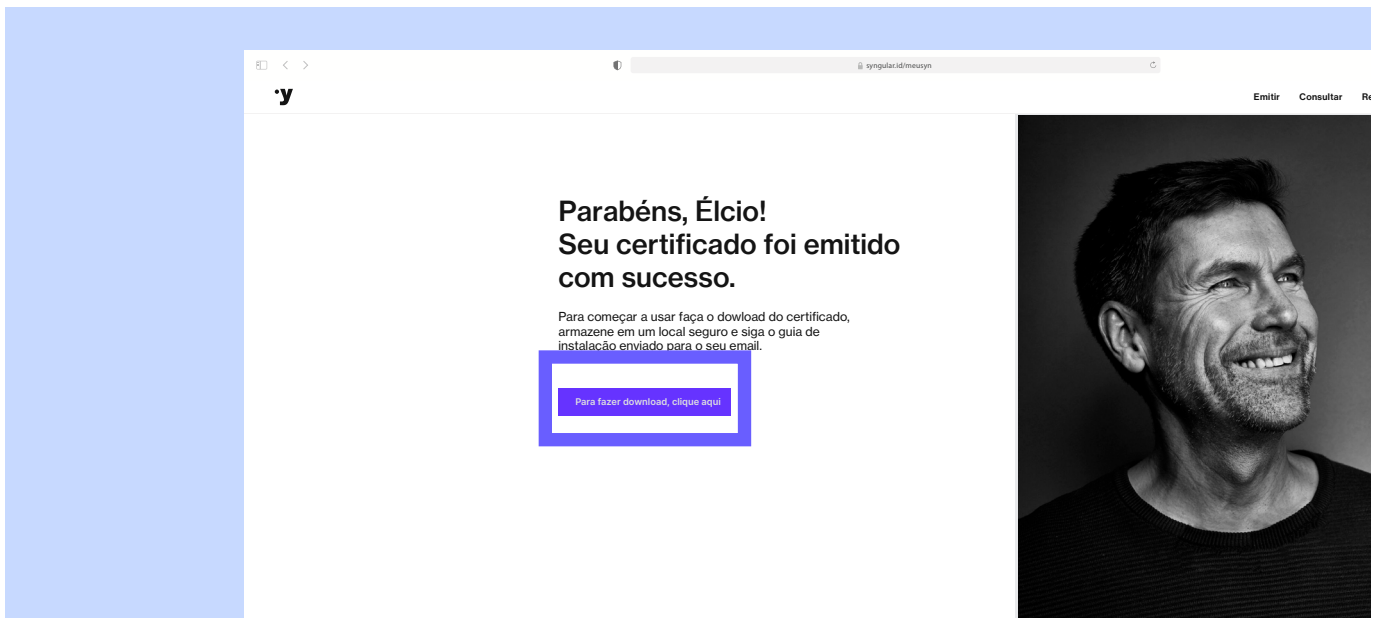 syngular.id/meusyn
y
Emitir Consultar
Parabéns, Élcio!
Seu certificado foi emitido
com sucesso.
Para começar a usar faça o dowload do certificado,
armazene em um local seguro e siga o guia de
instalação enviado para o seu email.
Para fazer download, clique aqui